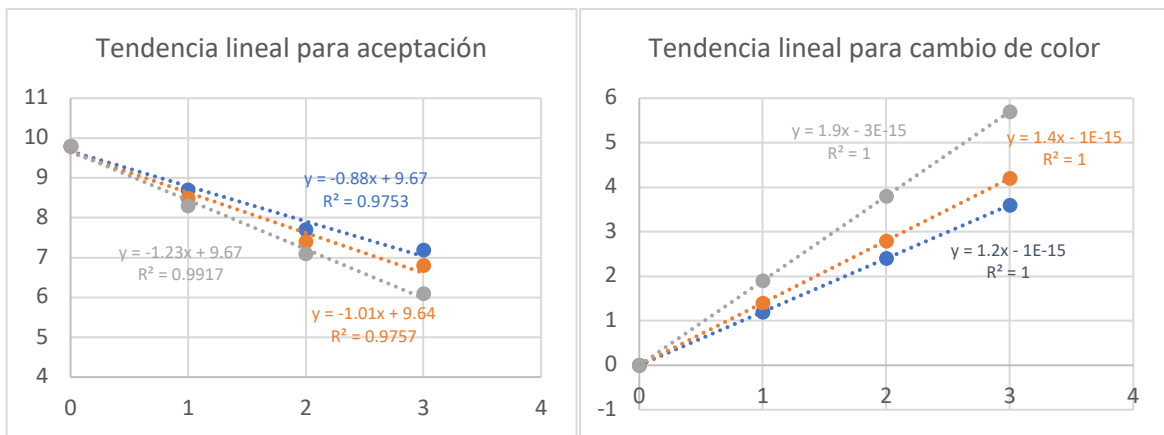 Tendencia lineal para aceptación
11
10
9
8
7
6
5
4
0
1
2
3
4
y = -0.88x + 9.67
R² = 0.9753
y = -1.23x + 9.67
R² = 0.9917
y = -1.01x + 9.64
R² = 0.9757
Tendencia lineal para cambio de color
6
5
4
3
2
1
0
-1
0
1
2
3
4
y = 1.9x - 3E-15
R² = 1
y = 1.4x - 1E-15
R² = 1
y = 1.2x - 1E-15
R² = 1